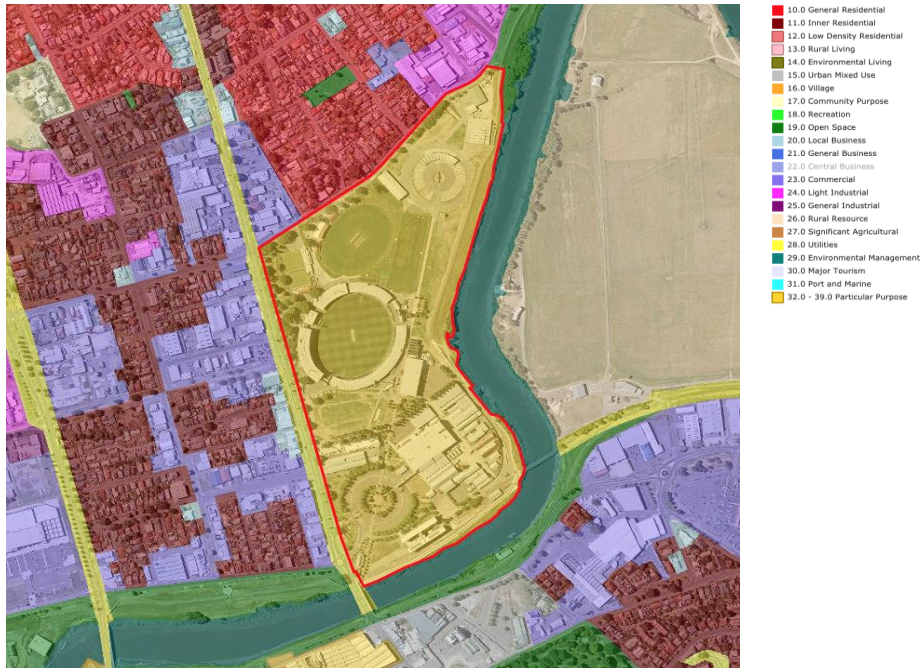 10.0 General Residential
11.0 Inner Residential
12.0 Low Density Residential
13.0 Rural Living
14.0 Environmental Living
15.0 Urban Mixed Use
16.0 Village
17.0 Community Purpose
18.0 Recreation
19.0 Open Space
20.0 Local Business
21.0 General Business
22.0 Central Business
23.0 Commercial
24.0 Light Industrial
25.0 General Industrial
26.0 Rural Resource
27.0 Significant Agricultural
28.0 Utilities
29.0 Environmental Management
30.0 Major Tourism
31.0 Port and Marine
32.0 - 39.0 Particular Purpose